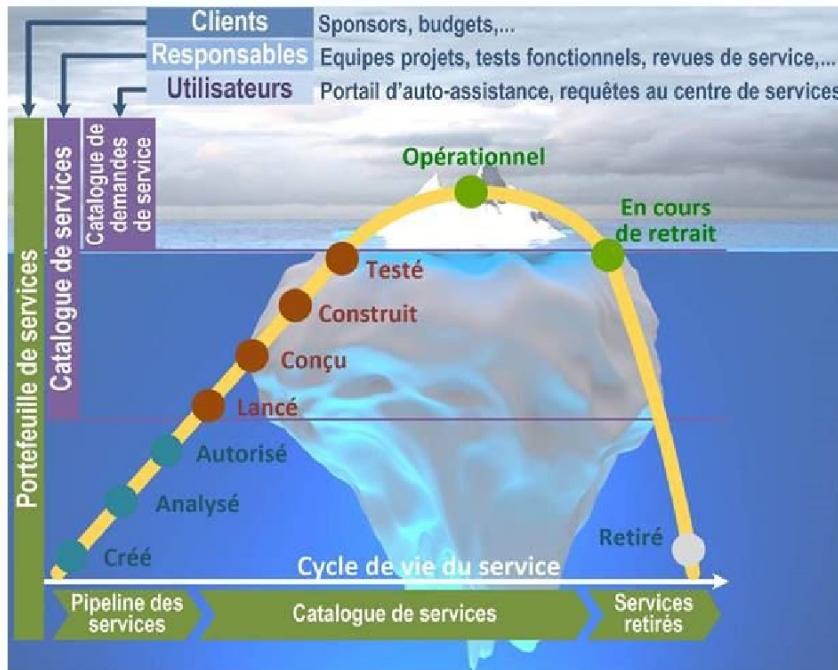 Clients
Sponsors, budgets,...
Responsables
Equipes projets, tests fonctionnels, revues de service,...
Utilisateurs
Portail d'auto-assistance, requêtes au centre de services
Portefeuille de services
Catalogue de services
Catalogue de
demandes
de service
Opérationnel
En cours
de retrait
Testé
Construit
Conçu
Lancé
Autorisé
Analysé
Créé
Retiré
Cycle de vie du service
Pipeline des
services
Catalogue de services
Services
retirés